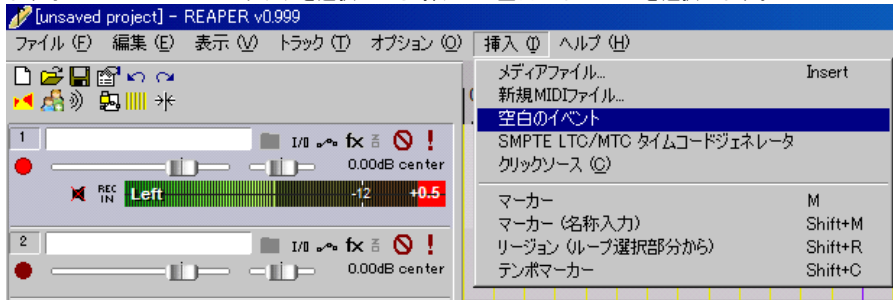 [unsaved project] - REAPER v0.999
ファイル (F) 編集 (E) 表示 (V) トラック (T) オプション (O) 挿入 (I) ヘルプ (H)
メディアファイル... Insert
新規MIDIファイル...
空白のイベント
SMPTE LTC/MTC タイムコードジェネレータ
クリックソース (C)
マーカー M
マーカー (名称入力) Shift+M
リージョン (ループ選択部分から) Shift+R
テンポマーカー Shift+C
1 I/O fx
0.00dB center
REC IN Left -12 +0.5
2 I/O fx
0.00dB center